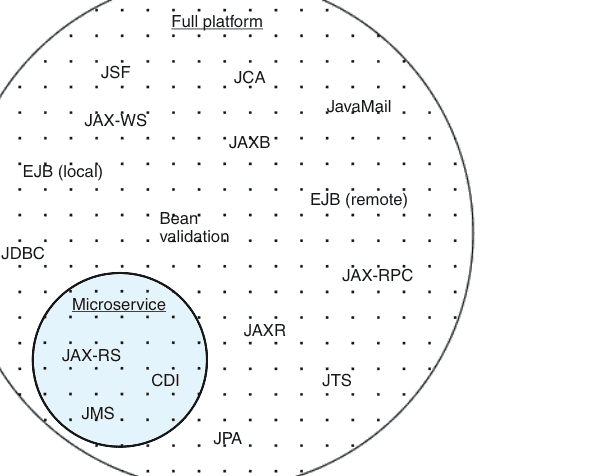 Full platform
JSF
JCA
JavaMail
JAX-WS
JAXB
EJB (local)
EJB (remote)
Bean
validation
JDBC
JAX-RPC
Microservice
JAXR
JAX-RS
CDI
JTS
JMS
JPA